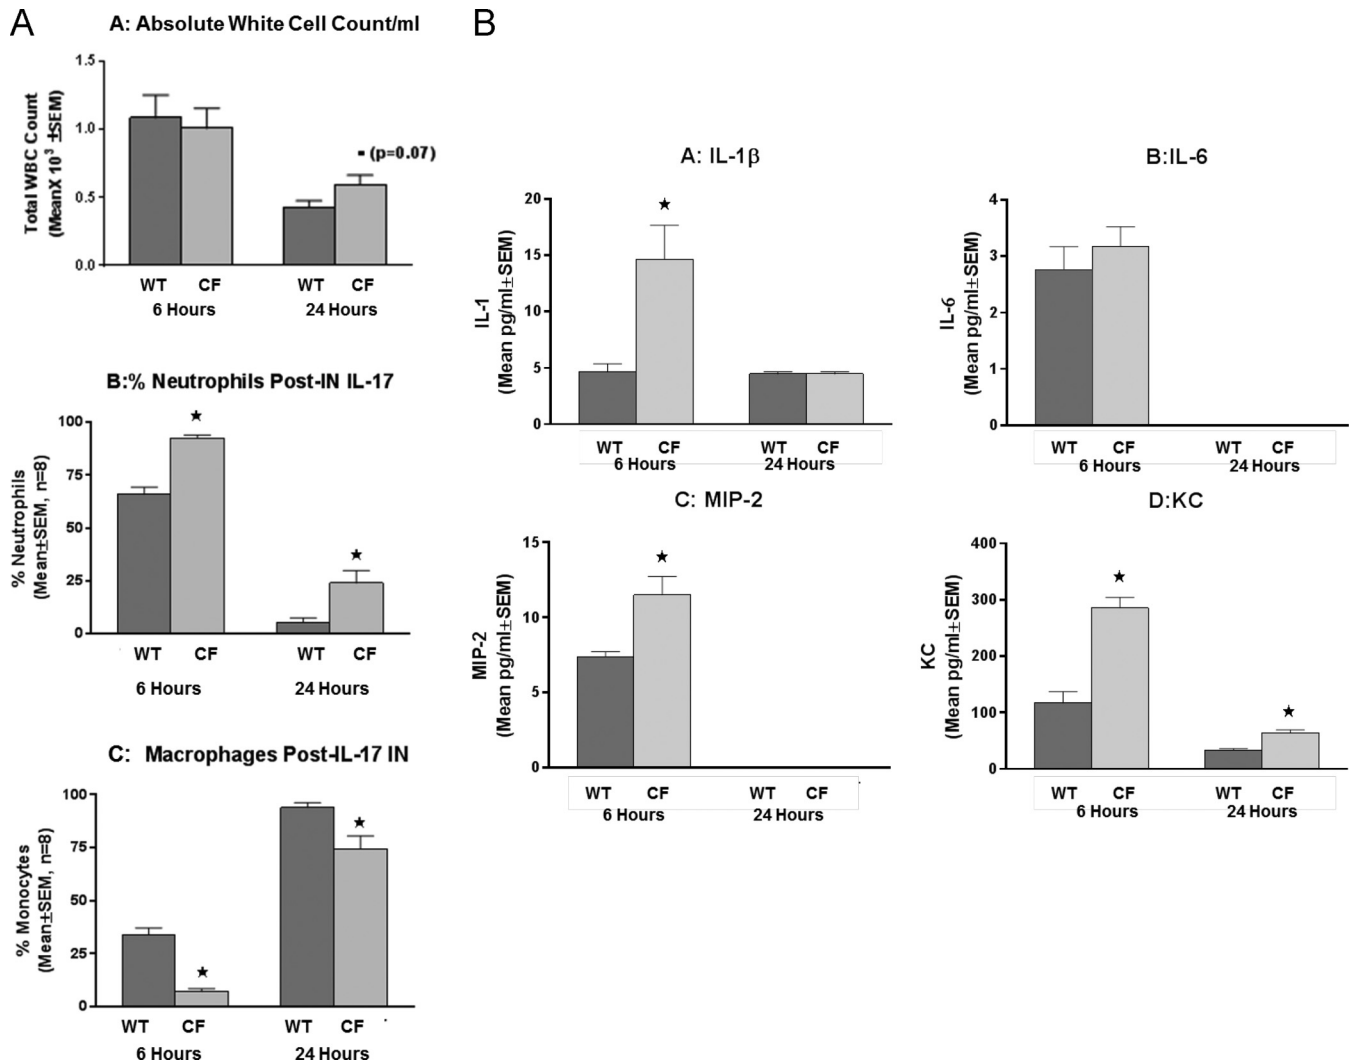 A
A: Absolute White Cell Count/ml
Total WBC Count
(MeanX 10³ ±SEM)
1.5
1.0
0.5
0.0
- (p=0.07)
WT CF WT CF
6 Hours 24 Hours
B:% Neutrophils Post-IN IL-17
% Neutrophils
(Mean±SEM, n=8)
100
75
50
25
0
★ ★
WT CF WT CF
6 Hours 24 Hours
C: Macrophages Post-IL-17 IN
% Monocytes
(Mean±SEM, n=8)
100
75
50
25
0
★ ★
WT CF WT CF
6 Hours 24 Hours
B
A: IL-1β
IL-1
(Mean pg/ml±SEM)
20
15
10
5
0
★
WT CF WT CF
6 Hours 24 Hours
B:IL-6
IL-6
(Mean pg/ml±SEM)
4
3
2
1
0
WT CF WT CF
6 Hours 24 Hours
C: MIP-2
MIP-2
(Mean pg/ml±SEM)
15
10
5
0
★
WT CF WT CF
6 Hours 24 Hours
D:KC
KC
(Mean pg/ml±SEM)
400
300
200
100
0
★ ★
WT CF WT CF
6 Hours 24 Hours